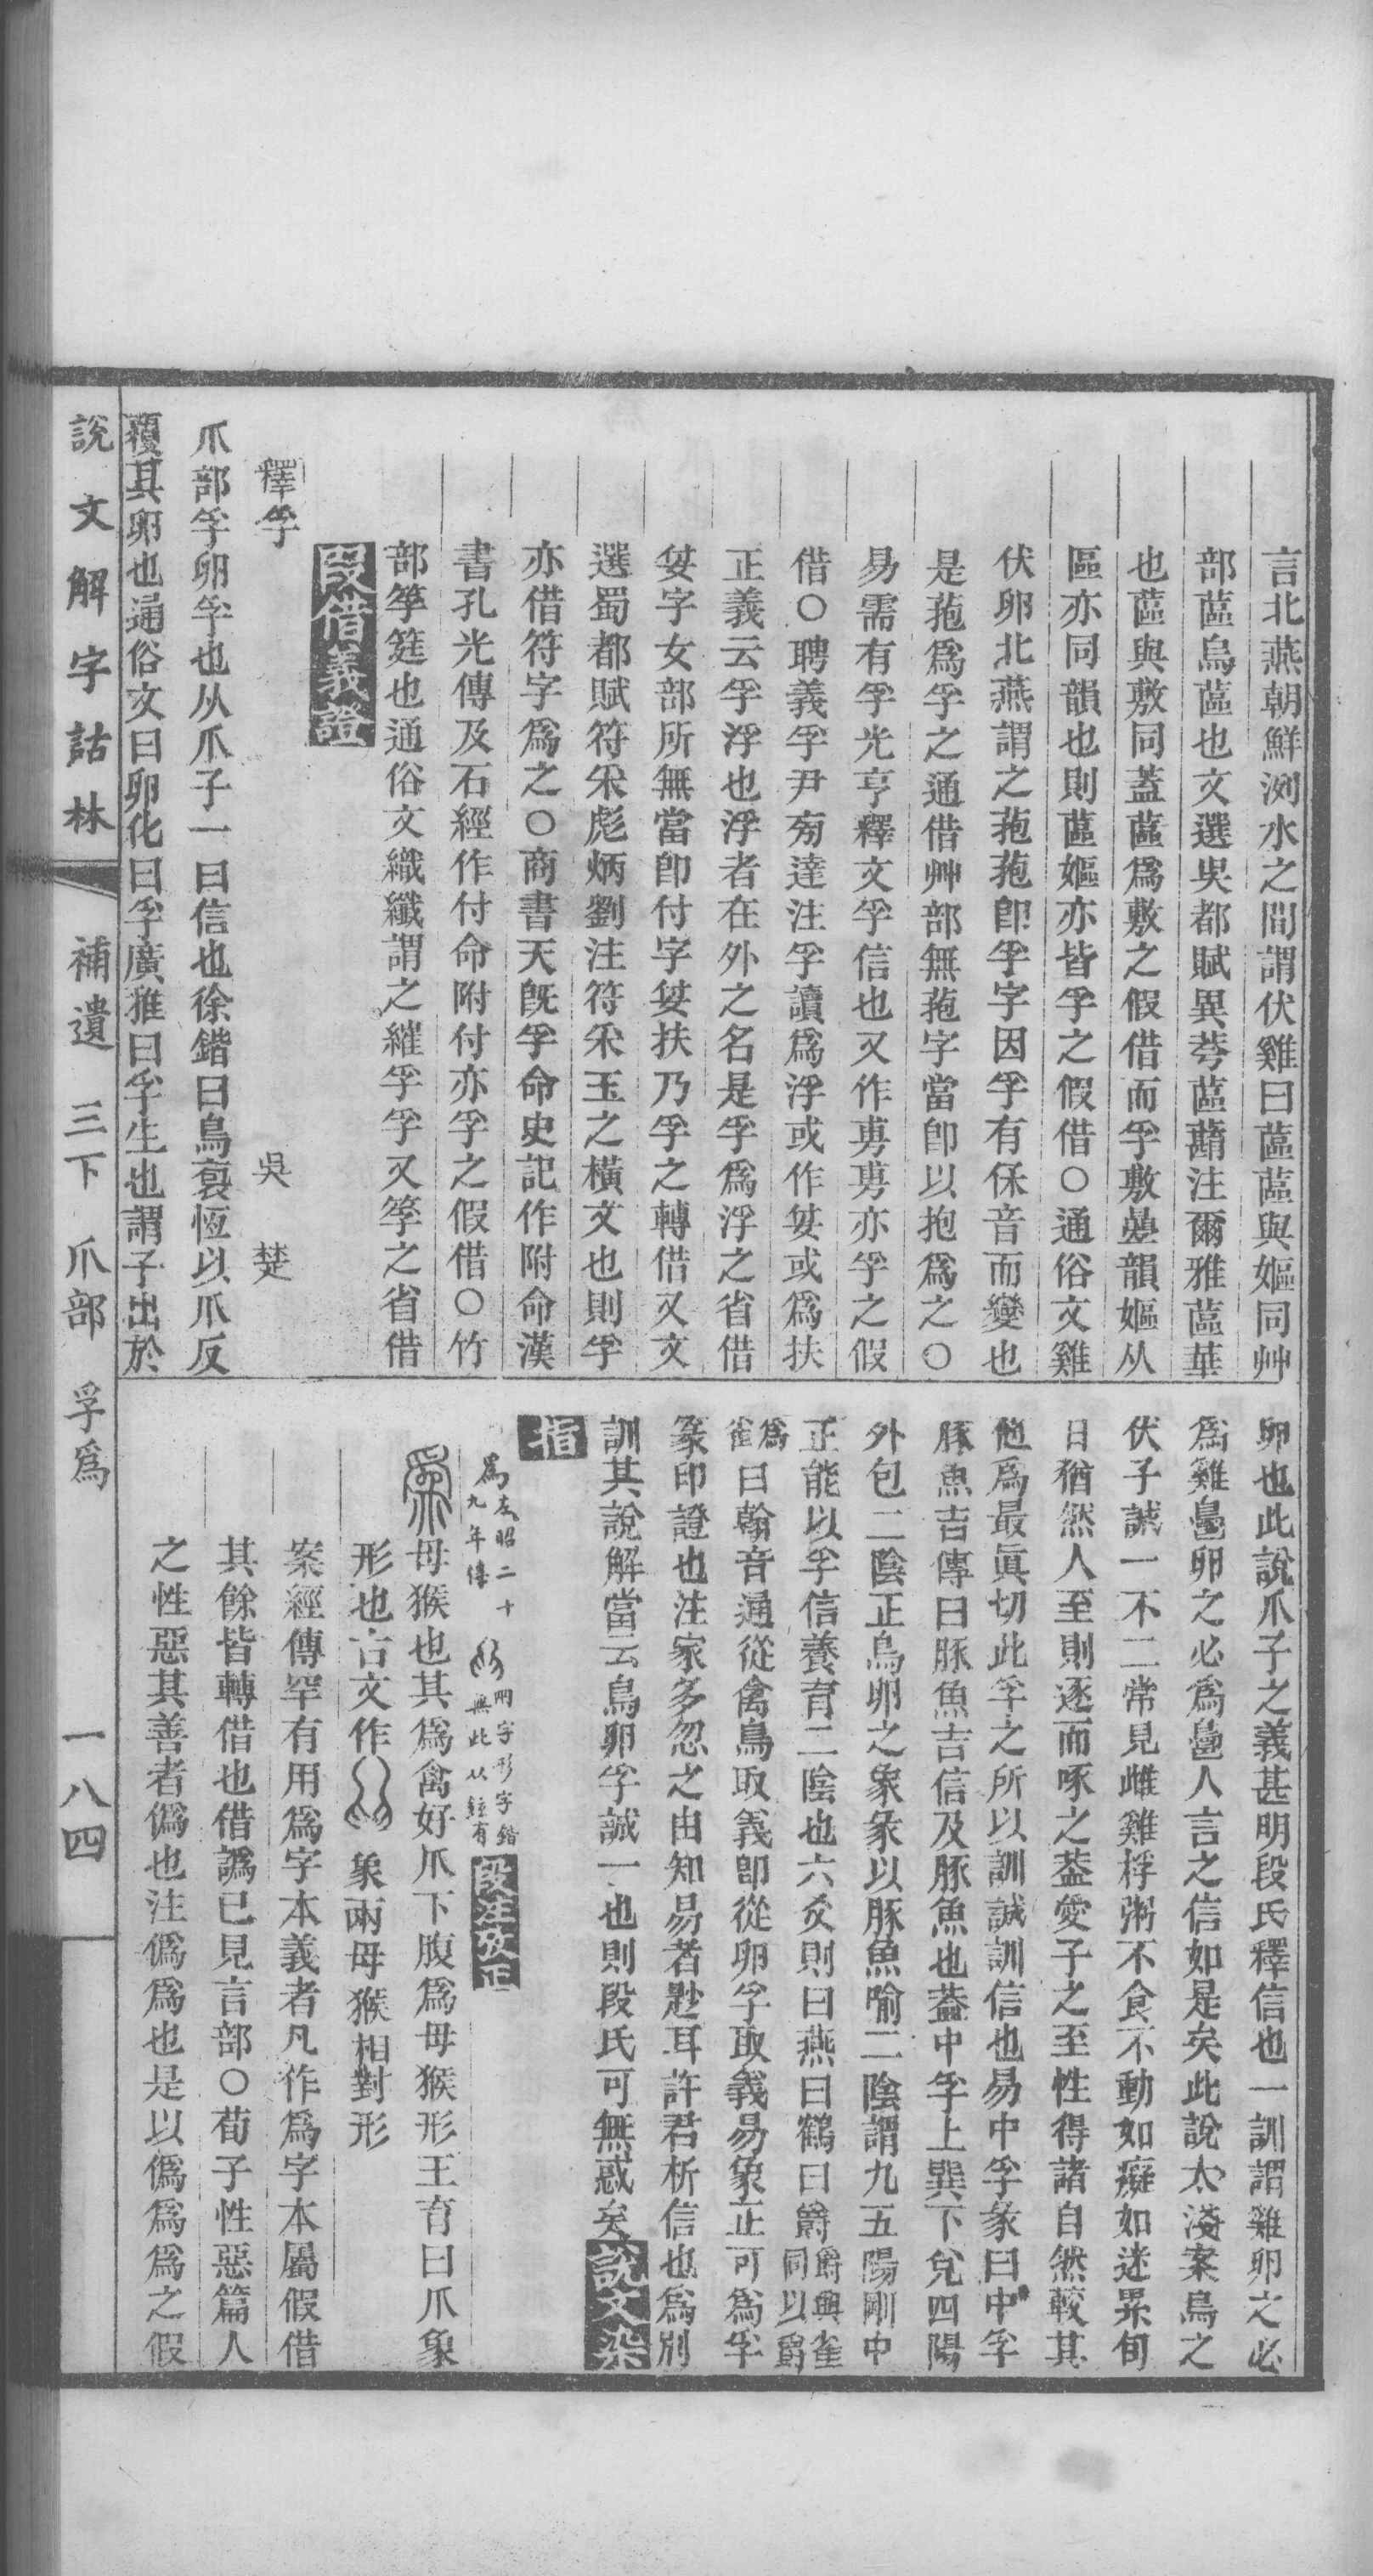 言北燕朝鮮洌水之間謂伏雞曰蓲蓲與嫗同艸
部蓲烏蓲也文選吳都賦異荂蓲蘛注爾雅蓲華
也蓲與敷同蓋蓲爲敷之假借而孚敷曡韻嫗从
區亦同韻也則蓲嫗亦皆孚之假借○通俗文雞
伏卵北燕謂之菢菢卽孚字因孚有保音而變也
是菢爲孚之通借艸部無菢字當卽以抱爲之○
易需有孚光亨釋文孚信也又作旉旉亦孚之假
借○聘義孚尹旁達注孚讀爲浮或作姇或爲扶
正義云孚浮也浮者在外之名是孚爲浮之省借
姇字女部所無當卽付字姇扶乃孚之轉借又文
選蜀都賦符采彪炳劉注符采玉之橫文也則孚
亦借符字爲之○商書天旣孚命史記作附命漢
書孔光傳及石經作付命附付亦孚之假借○竹
部筟筳也通俗文織纖謂之繀孚孚又筟之省借
叚借義證
釋孚
吳 楚
爪部孚卵孚也从爪子一曰信也徐鍇曰鳥裒恆以爪反
覆其卵也通俗文曰卵化曰孚廣雅曰孚生也謂子出於
卵也此說爪子之義甚明段氏釋信也一訓謂雞卵之必
爲雞鳧卵之必爲鳧人言之信如是矣此說太淺案鳥之
伏子誠一不二常見雌雞桴粥不食不動如癡如迷累旬
日猶然人至則逐而啄之葢愛子之至性得諸自然較其
他爲最眞切此孚之所以訓誠訓信也易中孚彖曰中孚
豚魚吉傳曰豚魚吉信及豚魚也葢中孚上巽下兌四陽
外包二陰正鳥卵之象彖以豚魚喻二陰謂九五陽剛中
正能以孚信養育二陰也六爻則曰燕曰鶴曰爵爵與雀同以爵
爲雀曰翰音通從禽鳥取義卽從卵孚取義易象正可爲孚
篆印證也注家多忽之由知易者尟耳許君析信也爲別
訓其說解當云鳥卵孚誠一也則段氏可無惑矣說文染
指
爲左昭二十九年傳
字形字錯
無此以
段注攷正
母猴也其爲禽好爪下腹爲母猴形王育曰爪象
形也古文作 象兩母猴相對形
案經傳罕有用爲字本義者凡作爲字本屬假借
其餘皆轉借也借譌已見言部○荀子性惡篇人
之性惡其善者僞也注僞爲也是以僞爲爲之假
說文解字詁林 補遺 三下 爪部 孚爲 一八四